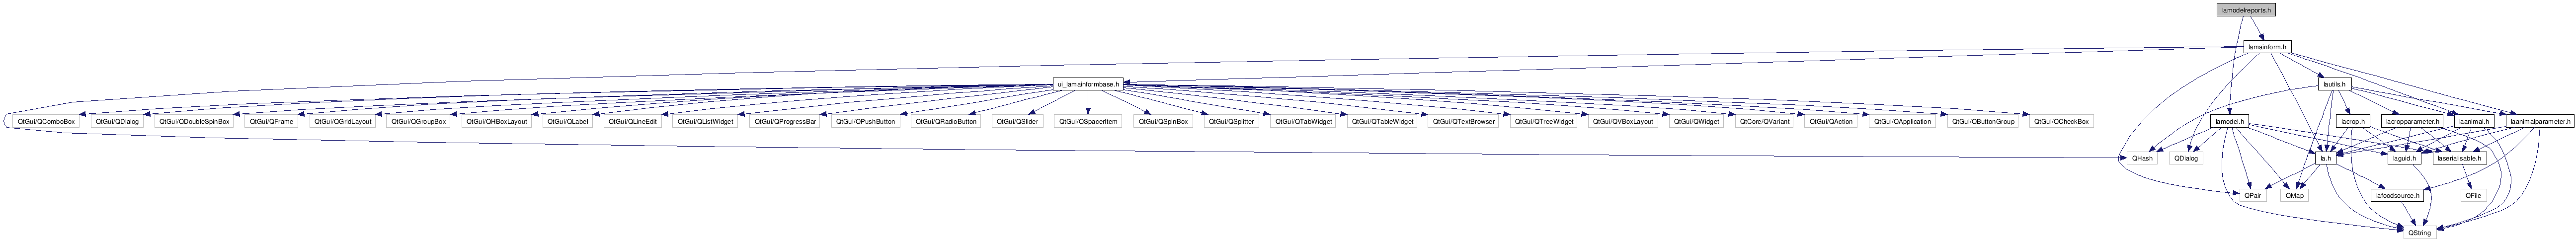 lamodelreports.h
lamainform.h
ui_lamainformbase.h
lautils.h
QtGui/QComboBox
QtGui/QDialog
QtGui/QDoubleSpinBox
QtGui/QFrame
QtGui/QGridLayout
QtGui/QGroupBox
QtGui/QHBoxLayout
QtGui/QLabel
QtGui/QLineEdit
QtGui/QListWidget
QtGui/QProgressBar
QtGui/QPushButton
QtGui/QRadioButton
QtGui/QSlider
QtGui/QSpacerItem
QtGui/QSpinBox
QtGui/QSplitter
QtGui/QTabWidget
QtGui/QTableWidget
QtGui/QTextBrowser
QtGui/QTreeWidget
QtGui/QVBoxLayout
QtGui/QWidget
QtCore/QVariant
QtGui/QAction
QtGui/QApplication
QtGui/QButtonGroup
QtGui/QCheckBox
lamodel.h
lacrop.h
lacropparameter.h
laanimal.h
laanimalparameter.h
QHash
QDialog
la.h
laguid.h
laserialisable.h
QPair
QMap
lafoodsource.h
QFile
QString